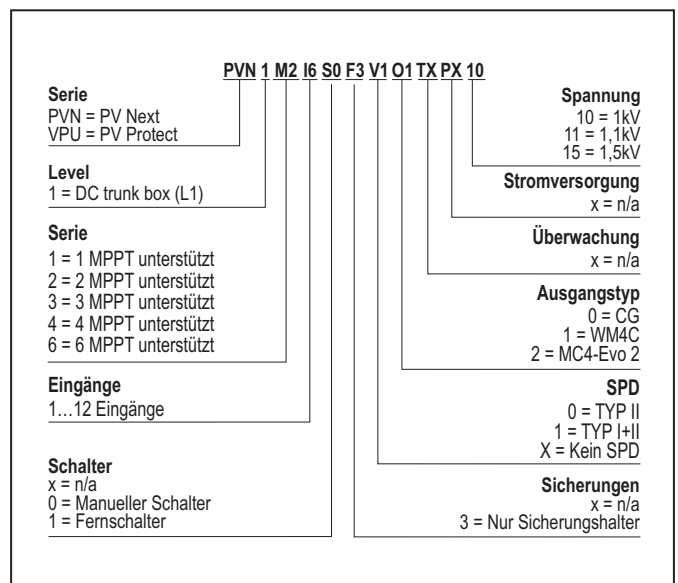 PVN 1 M2 I6 S0 F3 V1 O1 TX PX 10
Serie
PVN = PV Next
VPU = PV Protect
Level
1 = DC trunk box (L1)
Serie
1 = 1 MPPT unterstützt
2 = 2 MPPT unterstützt
3 = 3 MPPT unterstützt
4 = 4 MPPT unterstützt
6 = 6 MPPT unterstützt
Eingänge
1…12 Eingänge
Schalter
x = n/a
0 = Manueller Schalter
1 = Fernschalter
Spannung
10 = 1kV
11 = 1,1kV
15 = 1,5kV
Stromversorgung
x = n/a
Überwachung
x = n/a
Ausgangstyp
0 = CG
1 = WM4C
2 = MC4-Evo 2
SPD
0 = TYP II
1 = TYP I+II
X = Kein SPD
Sicherungen
x = n/a
3 = Nur Sicherungshalter